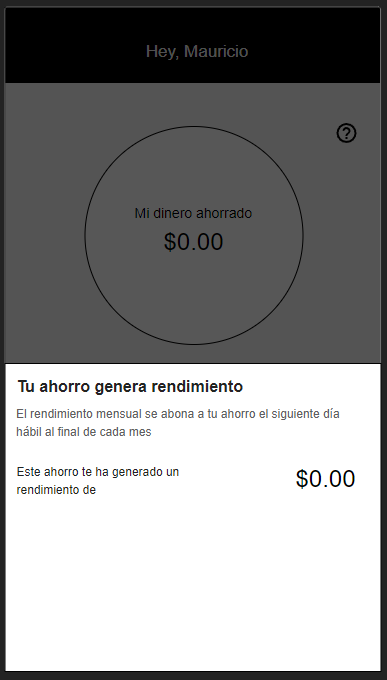 Hey, Mauricio
?
Mi dinero ahorrado
$0.00
Tu ahorro genera rendimiento
El rendimiento mensual se abona a tu ahorro el siguiente día
hábil al final de cada mes
Este ahorro te ha generado un
rendimiento de
$0.00